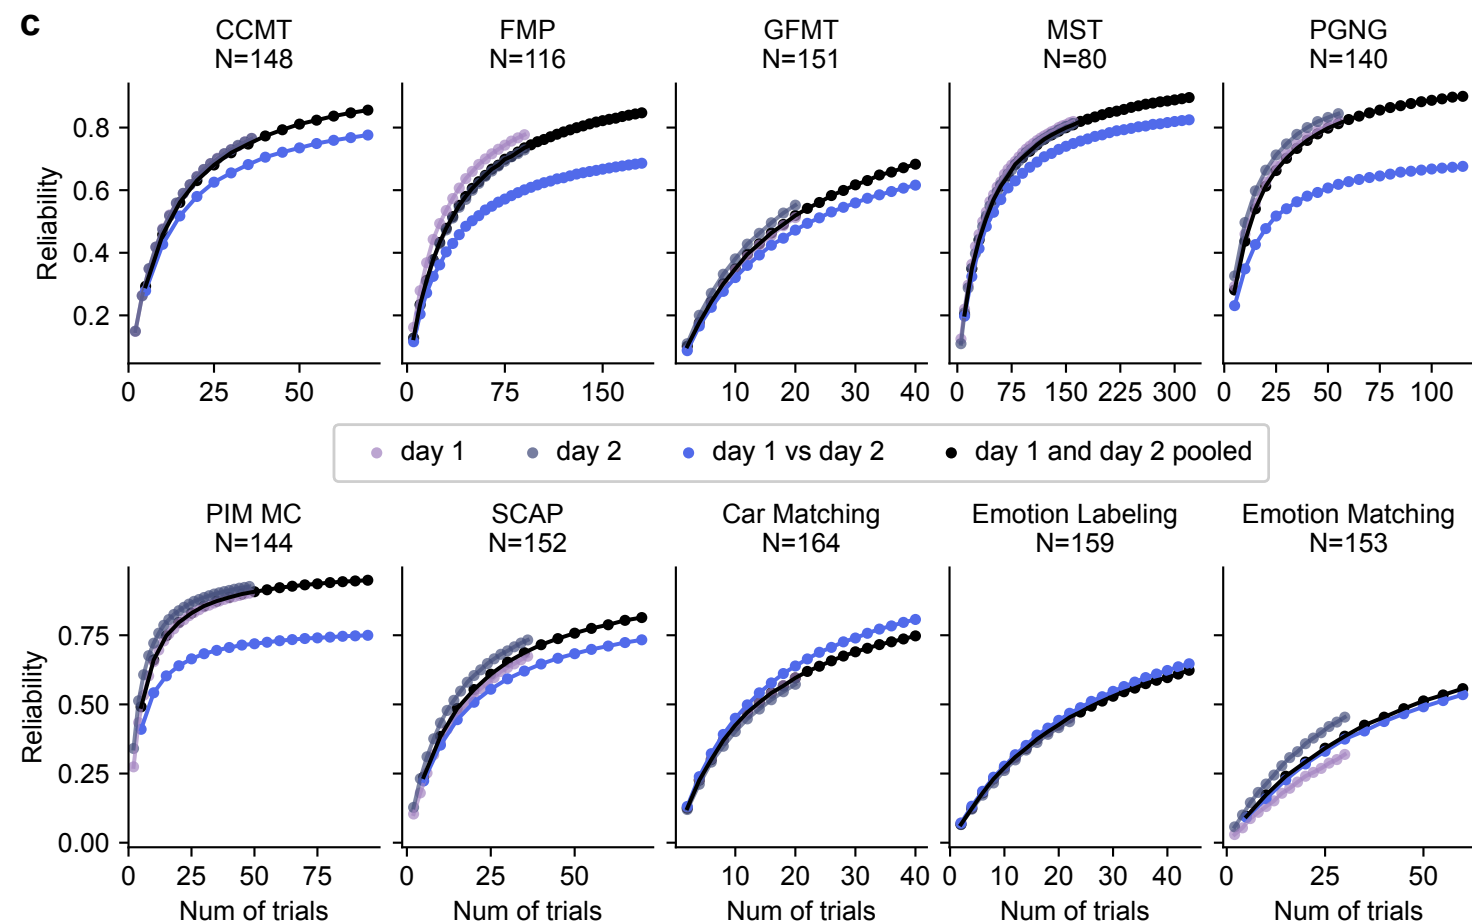 c
CCMT
N=148
FMP
N=116
GFMT
N=151
MST
N=80
PGNG
N=140
Reliability
0.8
0.6
0.4
0.2
0 25 50
0 75 150
10 20 30 40
0 75 150 225 300
0 25 50 75 100
day 1 day 2 day 1 vs day 2 day 1 and day 2 pooled
PIM MC
N=144
SCAP
N=152
Car Matching
N=164
Emotion Labeling
N=159
Emotion Matching
N=153
Reliability
0.75
0.50
0.25
0.00
0 25 50 75
0 25 50
10 20 30 40
0 10 20 30 40
0 25 50
Num of trials
Num of trials
Num of trials
Num of trials
Num of trials